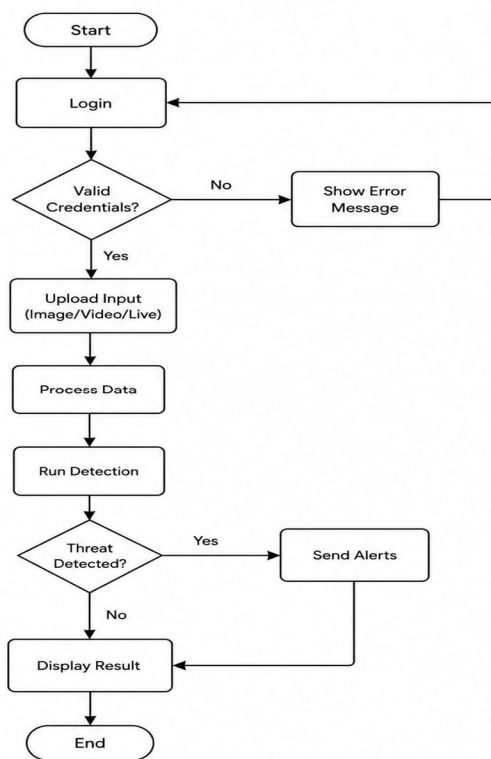 Start
Login
Valid
Credentials?
No
Show Error
Message
Yes
Upload Input
(Image/Video/Live)
Process Data
Run Detection
Threat
Detected?
Yes
Send Alerts
No
Display Result
End